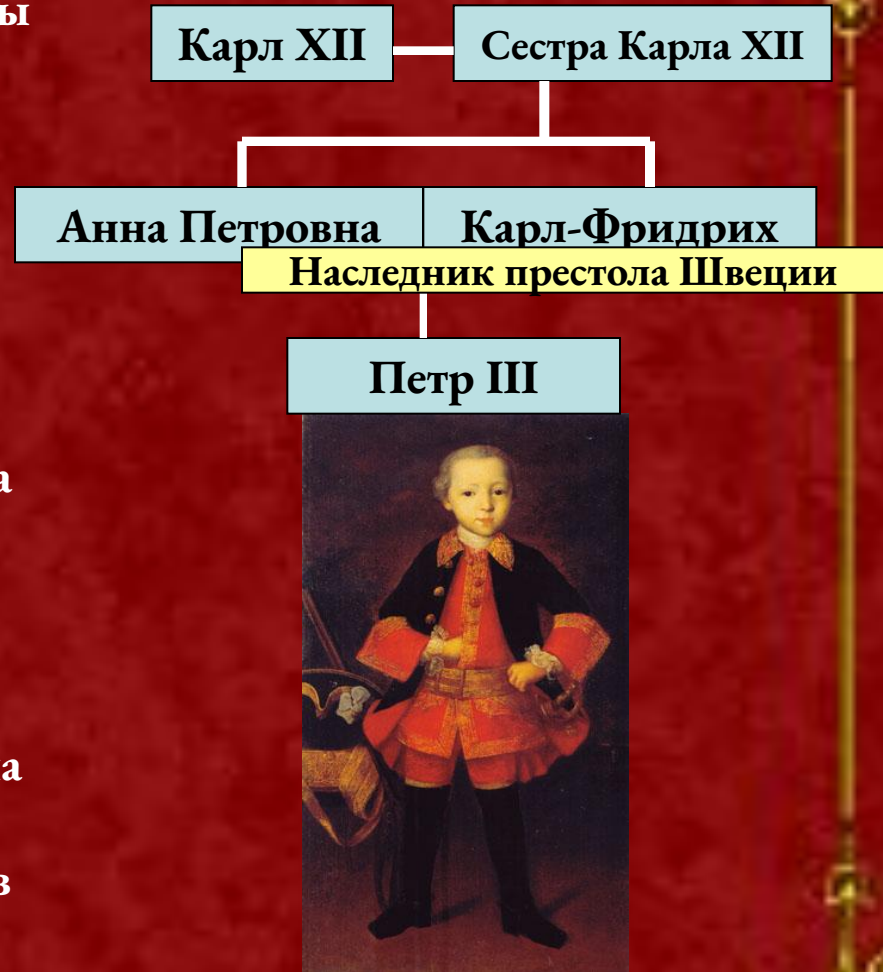 ы
Карл XII
Сестра Карла XII
Анна Петровна
Карл-Фридрих
Наследник престола Швеции
Петр III
а
а
в